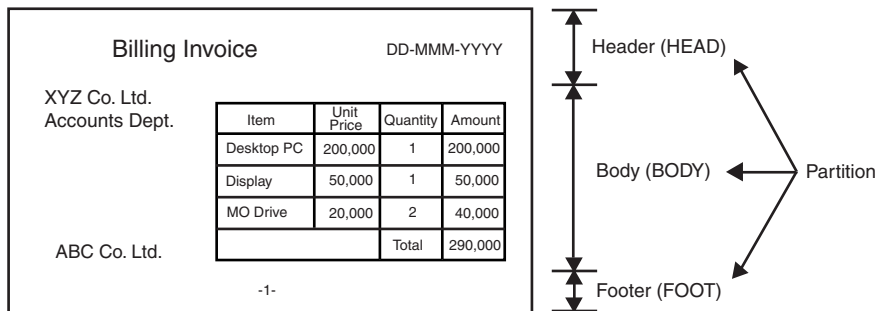 Billing Invoice DD-MMM-YYYY
XYZ Co. Ltd.
Accounts Dept.
Item Unit Price Quantity Amount
Desktop PC 200,000 1 200,000
Display 50,000 1 50,000
MO Drive 20,000 2 40,000
Total 290,000
ABC Co. Ltd.
-1-
Header (HEAD)
Body (BODY)
Partition
Footer (FOOT)